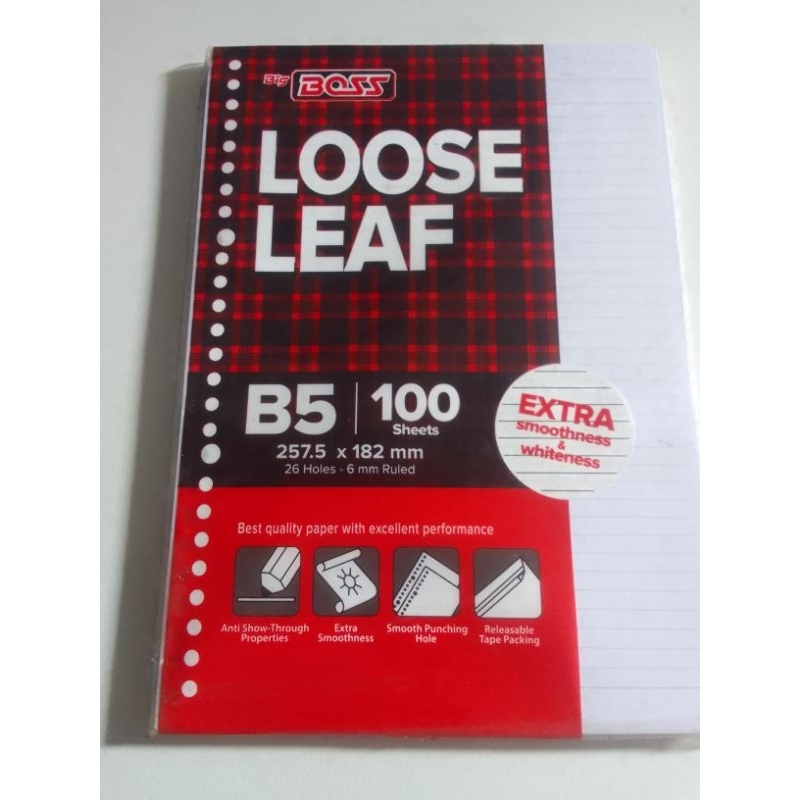 Big BOSS
LOOSE
LEAF
B5 | 100
Sheets
257.5 x 182 mm
26 Holes - 6 mm Ruled
EXTRA
smoothness
&
whiteness
Best quality paper with excellent performance
Anti Show-Through
Properties
Extra
Smoothness
Smooth Punching
Hole
Releasable
Tape Packing